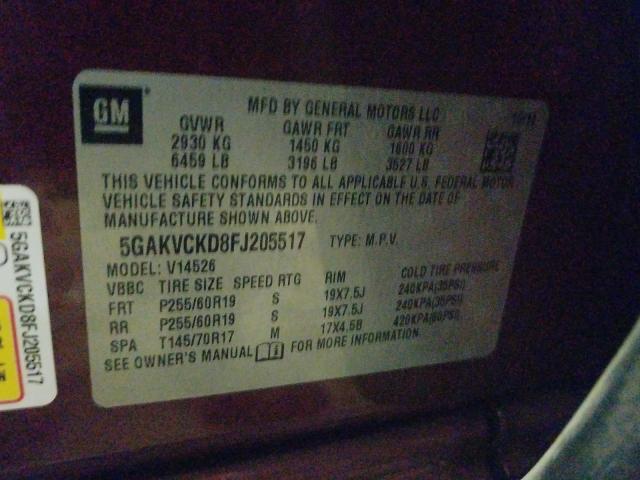 GM
MFD BY GENERAL MOTORS LLC
GVWR GAWR FRT GAWR RR
2930 KG 1450 KG 1600 KG
6459 LB 3196 LB 3527 LB
THIS VEHICLE CONFORMS TO ALL APPLICABLE U.S. FEDERAL MOTOR
VEHICLE SAFETY STANDARDS IN EFFECT ON THE DATE OF
MANUFACTURE SHOWN ABOVE.
5GAKVCKD8FJ205517 TYPE: M.P.V.
MODEL: V14526
VBBC TIRE SIZE SPEED RTG RIM COLD TIRE PRESSURE
FRT P255/60R19 S 19X7.5J 240KPA(35PSI)
RR P255/60R19 S 19X7.5J 240KPA(35PSI)
SPA T145/70R17 M 17X4.5B 420KPA(60PSI)
SEE OWNER'S MANUAL FOR MORE INFORMATION.
5GAKVCKD8FJ205517